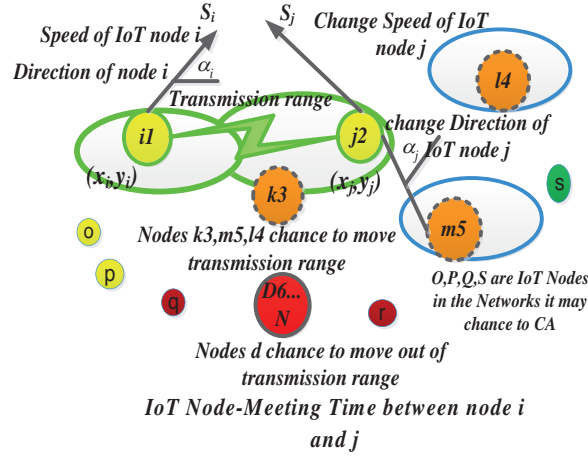 S_i
S_j
Speed of IoT node i
Change Speed of IoT
node j
Direction of node i
α_i
l4
Transmission range
i1
j2
change Direction of
α_j
IoT node j
(x_i,y_i)
k3
(x_j,y_j)
s
m5
o
Nodes k3,m5,l4 chance to move
transmission range
p
O,P,Q,S are IoT Nodes
in the Networks it may
chance to CA
q
D6...
N
r
Nodes d chance to move out of
transmission range
IoT Node-Meeting Time between node i
and j